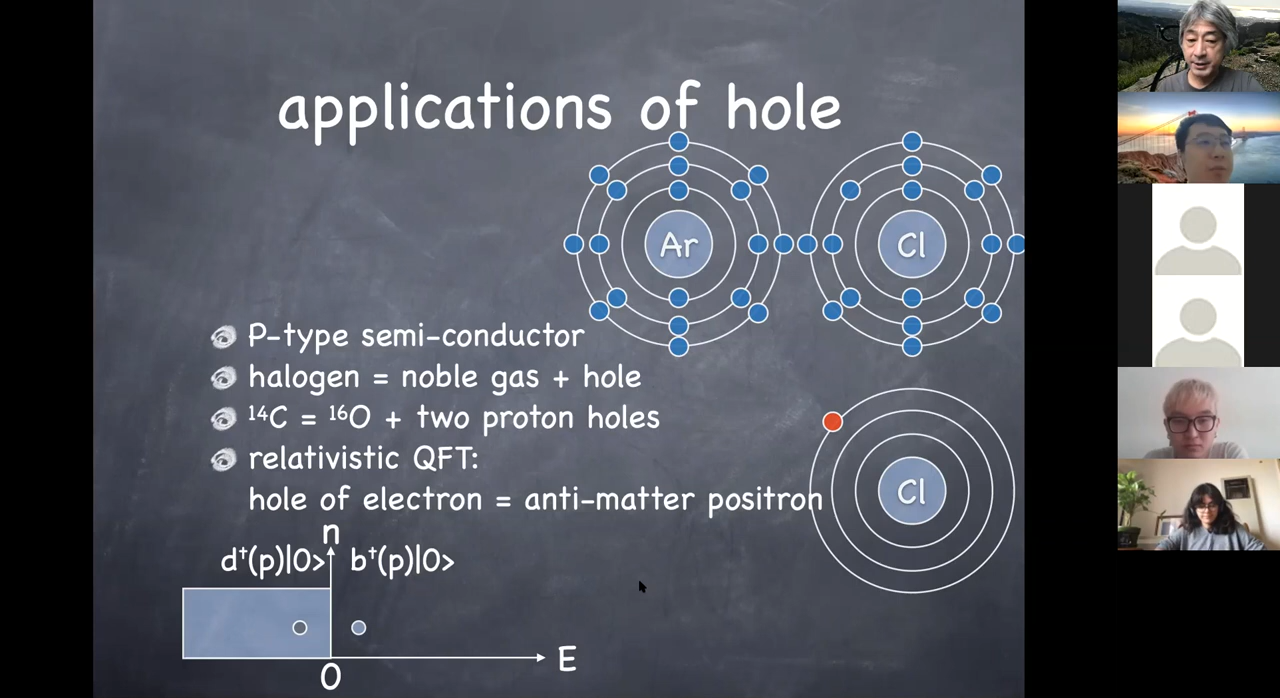 applications of hole
Ar
Cl
P-type semi-conductor
halogen = noble gas + hole
¹⁴C = ¹⁶O + two proton holes
relativistic QFT:
hole of electron = anti-matter positron
Cl
n
d†(p)|0> b†(p)|0>
E
0